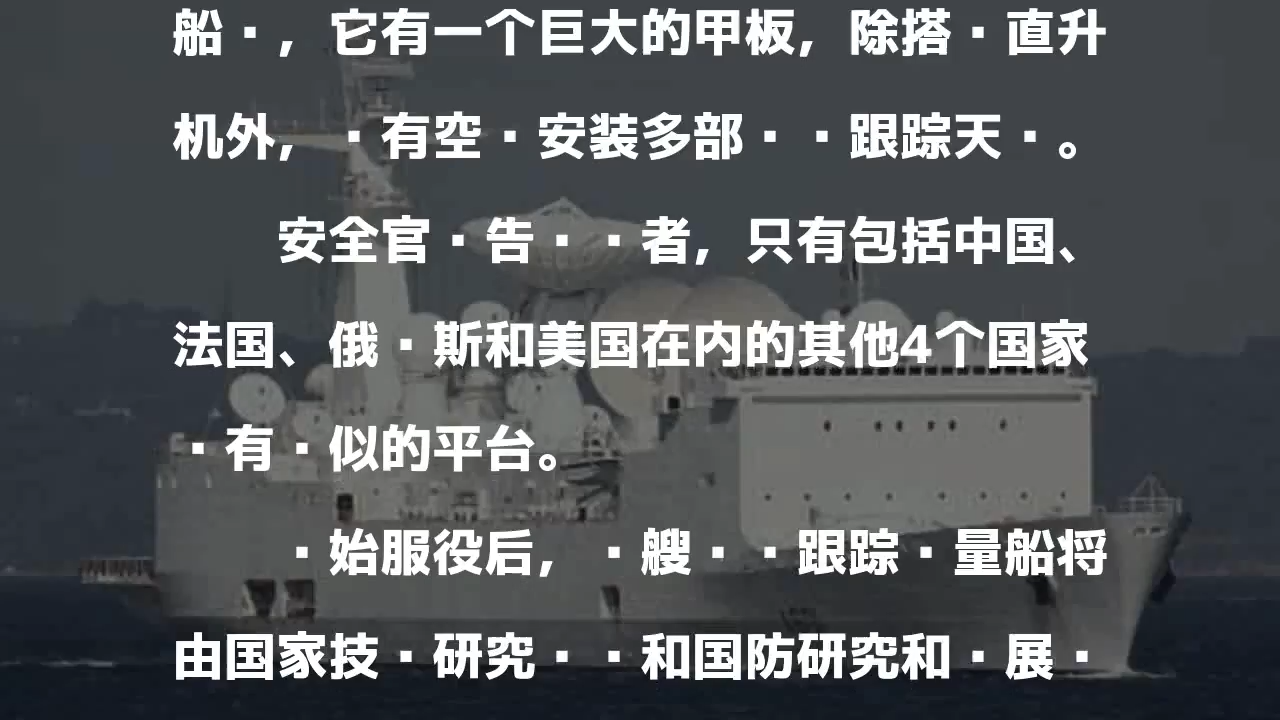 船·，它有一个巨大的甲板，除搭·直升
机外，·有空·安装多部··跟踪天·。
安全官·告··者，只有包括中国、
法国、俄·斯和美国在内的其他4个国家
·有·似的平台。
·始服役后，·艘··跟踪·量船将
由国家技·研究··和国防研究和·展·